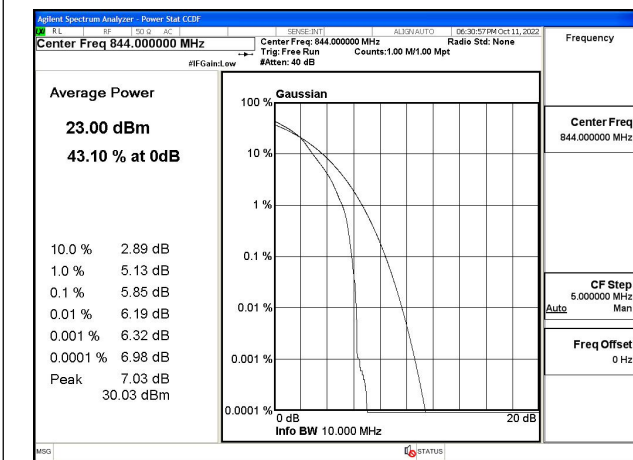 Agilent Spectrum Analyzer - Power Stat CCDF
LXI RL RF 50 Ω AC SENSE:INT ALIGN AUTO 06:30:57 PM Oct 11, 2022
Center Freq 844.000000 MHz
Center Freq: 844.000000 MHz Radio Std: None
Trig: Free Run Counts:1.00 M/1.00 Mpt
#IFGain:Low #Atten: 40 dB
Frequency
Average Power
23.00 dBm
43.10 % at 0dB
10.0 % 2.89 dB
1.0 % 5.13 dB
0.1 % 5.85 dB
0.01 % 6.19 dB
0.001 % 6.32 dB
0.0001 % 6.98 dB
Peak 7.03 dB
30.03 dBm
Gaussian
100 %
10 %
1 %
0.1 %
0.01 %
0.001 %
0.0001 %
0 dB 20 dB
Info BW 10.000 MHz
Center Freq
844.000000 MHz
CF Step
5.000000 MHz
Auto Man
Freq Offset
0 Hz
MSG STATUS